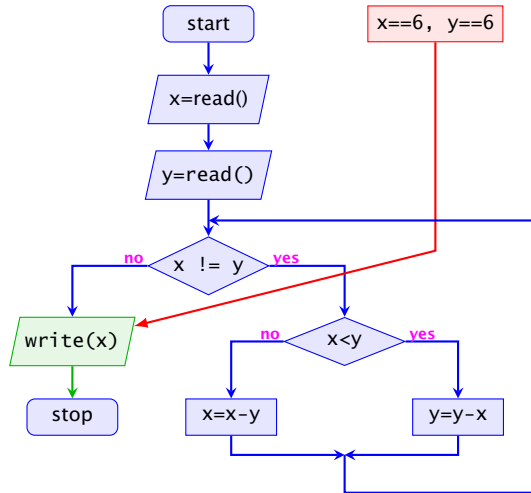 start
x==6, y==6
x=read()
y=read()
x != y
no
yes
write(x)
x<y
no
yes
stop
x=x-y
y=y-x